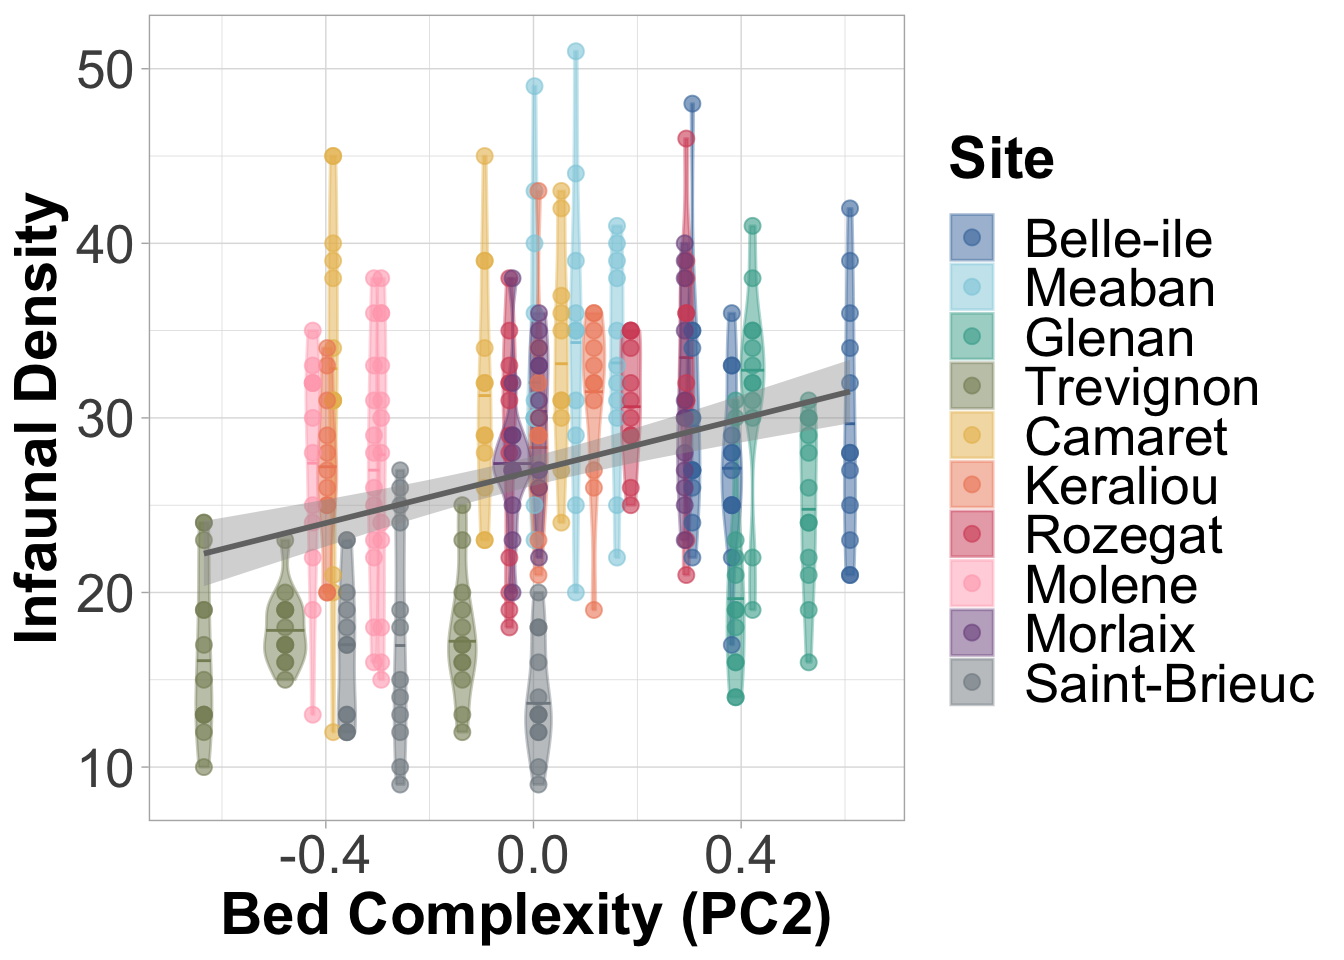 Infaunal Density
50
40
30
20
10
-0.4
0.0
0.4
Bed Complexity (PC2)
Site
Belle-ile
Meaban
Glenan
Trevignon
Camaret
Keraliou
Rozegat
Molene
Morlaix
Saint-Brieuc